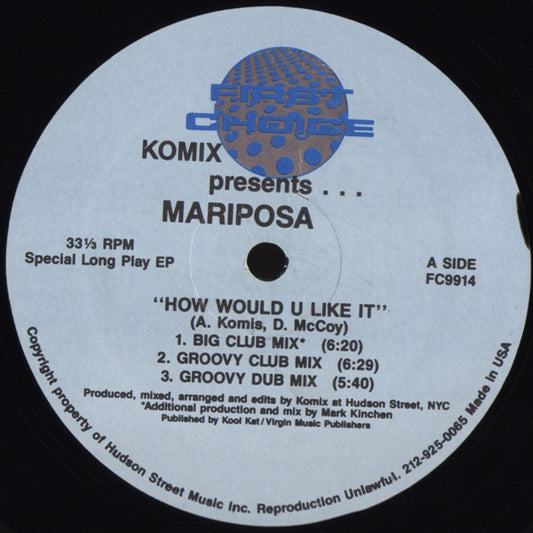 FIRST
CHOICE
KOMIX
presents . . .
MARIPOSA
33⅓ RPM
Special Long Play EP
A SIDE
FC9914
"HOW WOULD U LIKE IT"
(A. Komis, D. McCoy)
1. BIG CLUB MIX* (6:20)
2. GROOVY CLUB MIX (6:29)
3. GROOVY DUB MIX (5:40)
Produced, mixed, arranged and edits by Komix at Hudson Street, NYC
*Additional production and mix by Mark Kinchen
Published by Kool Kat/Virgin Music Publishers
Copyright property of Hudson Street Music Inc. Reproduction Unlawful. 212-925-0065 Made in USA